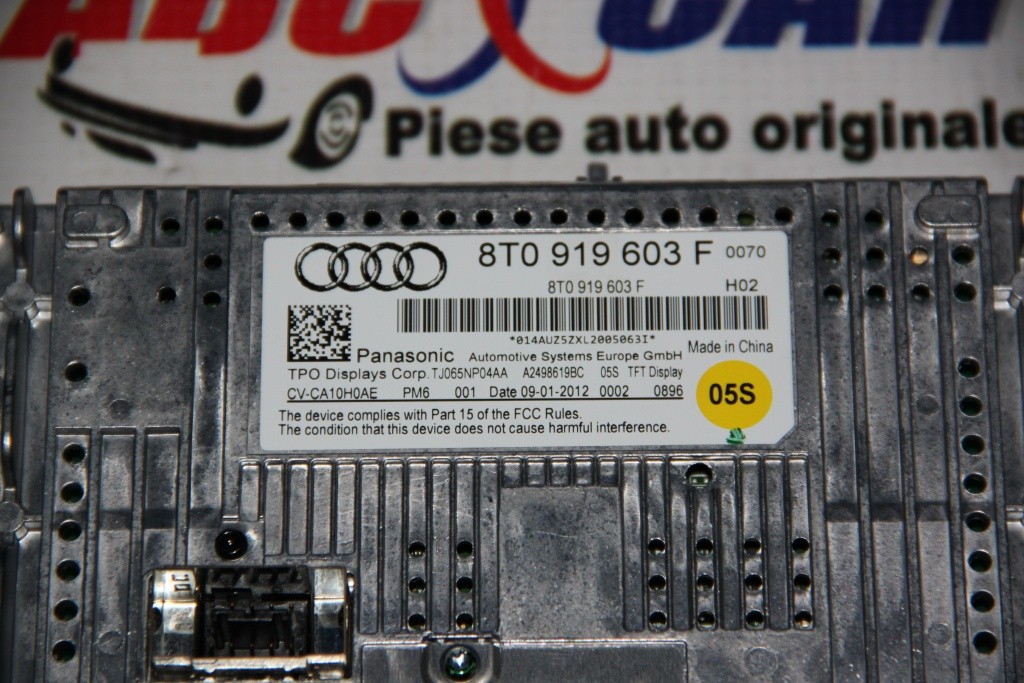 ABC CAR
Piese auto originale
8T0 919 603 F 0070
8T0 919 603 F H02
*014AUZ5ZXL2005063I*
Made in China
Panasonic Automotive Systems Europe GmbH
TPO Displays Corp. TJ065NP04AA A2498619BC 05S TFT Display
CV-CA10H0AE PM6 001 Date 09-01-2012 0002 0896
05S
The device complies with Part 15 of the FCC Rules.
The condition that this device does not cause harmful interference.